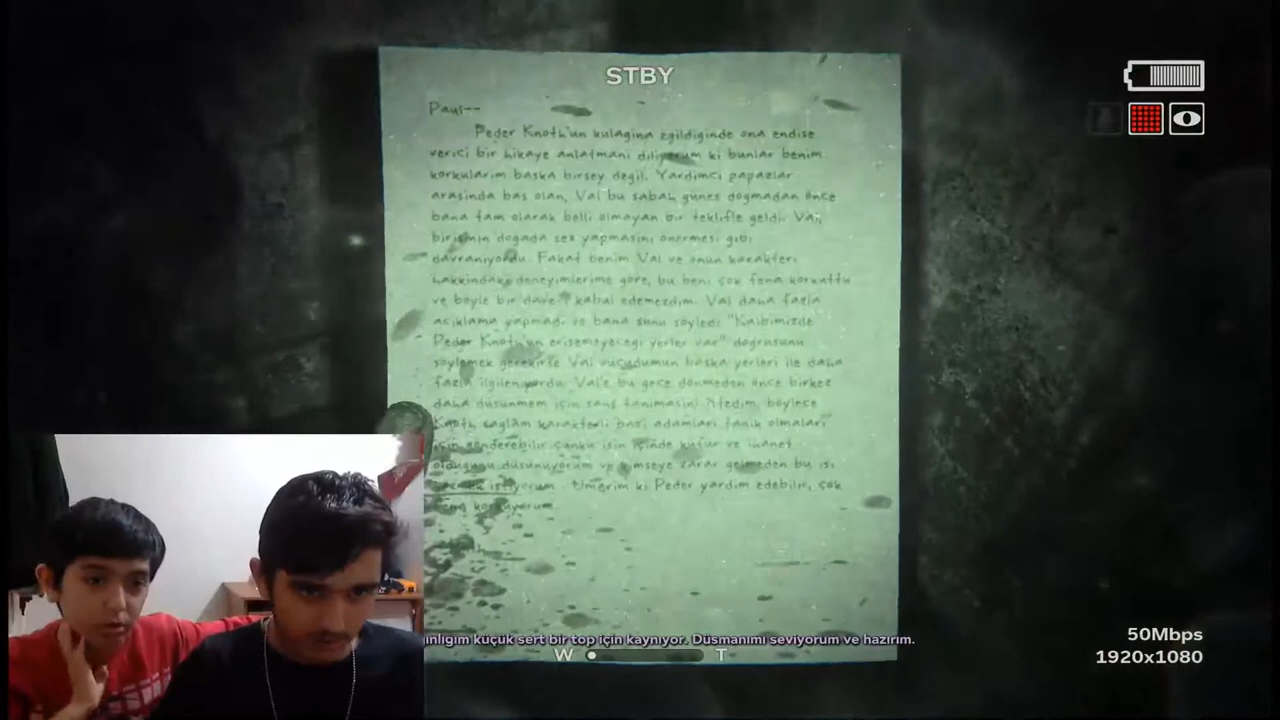 STBY
Paul--
Peder Knoth'un kulagina egildiginde ona endise
verici bir hikaye anlatmani diliyorum ki bunlar benim
korkularim baska birsey degil. Yardimci papazlar
arasinda bas olan, Val bu sabah gunes dogmadan önce
bana tam olarak belli olmayan bir teklifle geldi. Val,
birisinin dogada sex yapmasini önermesi gibi
davraniyordu. Fakat benim Val ve onun karakteri
hakkindaki deneyimlerime göre, bu beni çok fena korkuttu
ve böyle bir daveti kabul edemezdim. Val daha fazla
açiklama yapmadi ve bana sunu söyledi "Kalbimizde
Peder Knoth'un erisemeyecegi yerler var" dogrusunu
söylemek gerekirse Val vucudumun baska yerleri ile daha
fazla ilgileniyordu. Val'e bu gece dönmeden önce birkez
daha düsünmem için sans tanimasini istedim, böylece
Knoth saglam karakterli bazi adamlari tanik olmalari
için gönderebilir çunku isin içinde kufur ve ihanet
oldugunu düsunuyorum ve kimseye zarar gelmeden bu isi
istiyorum. Umarim ki Peder yardim edebilir, çok
fena korkuyorum.
ınlıgım küçük sert bir top için kaynıyor. Düsmanımı seviyorum ve hazırım.
W T
50Mbps
1920x1080